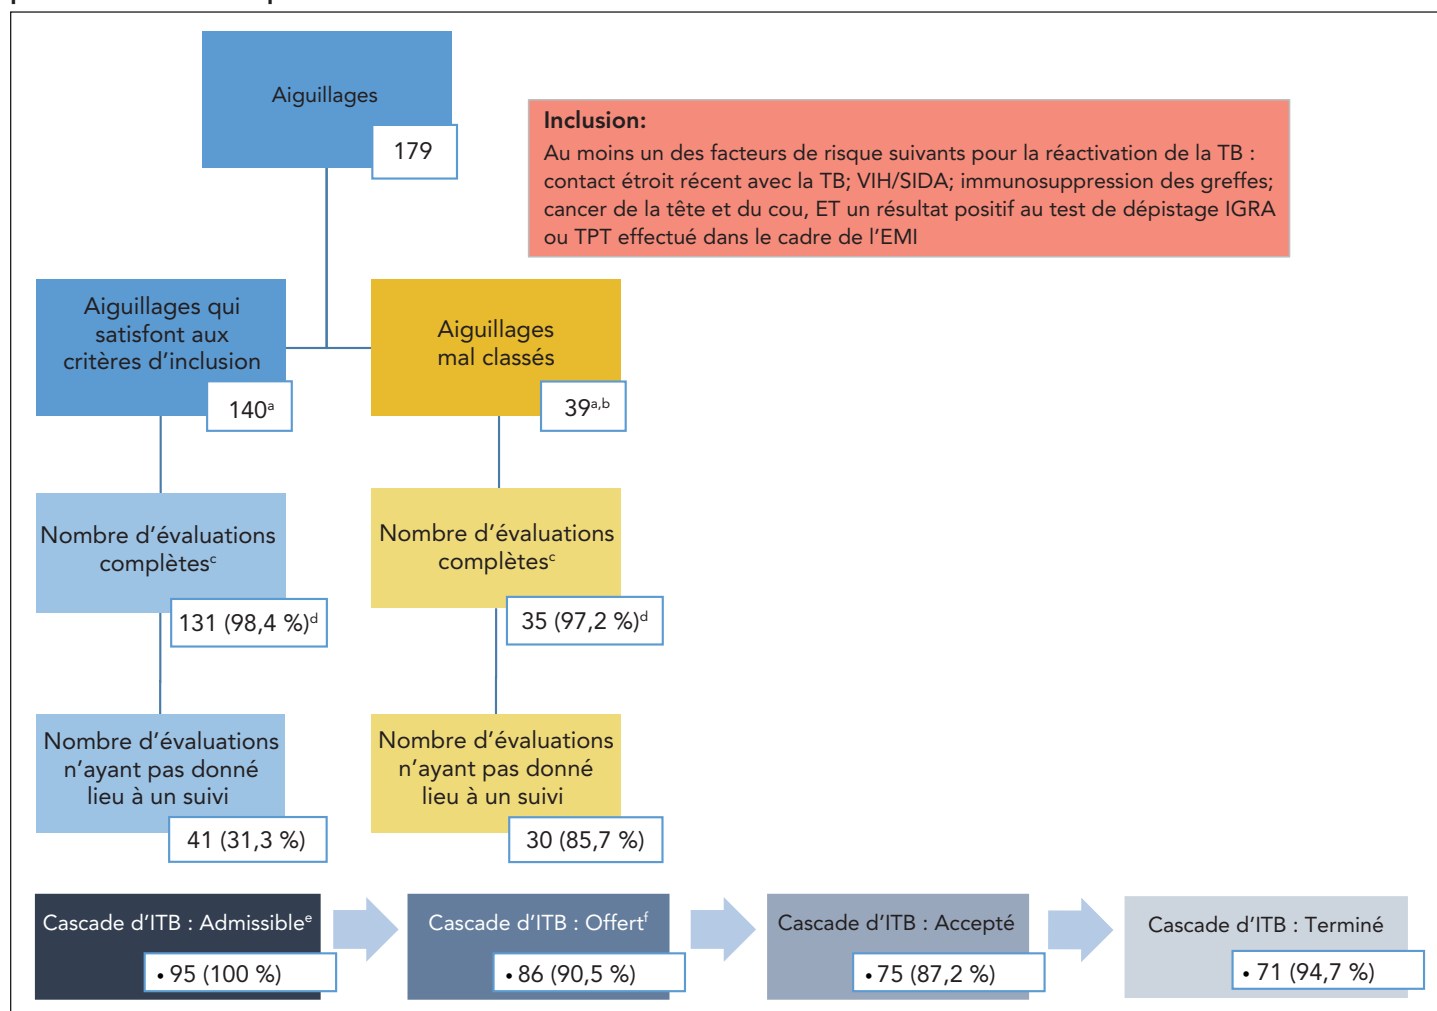 Aiguillages
179
Inclusion:
Au moins un des facteurs de risque suivants pour la réactivation de la TB :
contact étroit récent avec la TB; VIH/SIDA; immunosuppression des greffes;
cancer de la tête et du cou, ET un résultat positif au test de dépistage IGRA
ou TPT effectué dans le cadre de l'EMI
Aiguillages qui
satisfont aux
critères d'inclusion
140ᵃ
Aiguillages
mal classés
39ᵃ,ᵇ
Nombre d'évaluations
complètesᶜ
131 (98,4 %)ᵈ
Nombre d'évaluations
complètesᶜ
35 (97,2 %)ᵈ
Nombre d'évaluations
n'ayant pas donné
lieu à un suivi
41 (31,3 %)
Nombre d'évaluations
n'ayant pas donné
lieu à un suivi
30 (85,7 %)
Cascade d'ITB : Admissibleᵉ
• 95 (100 %)
Cascade d'ITB : Offertᶠ
• 86 (90,5 %)
Cascade d'ITB : Accepté
• 75 (87,2 %)
Cascade d'ITB : Terminé
• 71 (94,7 %)